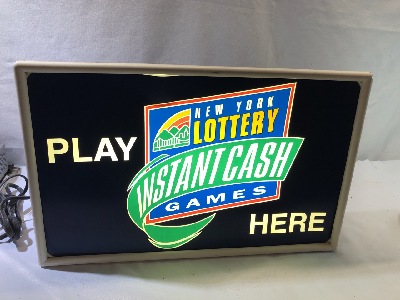 NEW YORK
LOTTERY
PLAY
INSTANT CASH
GAMES
HERE